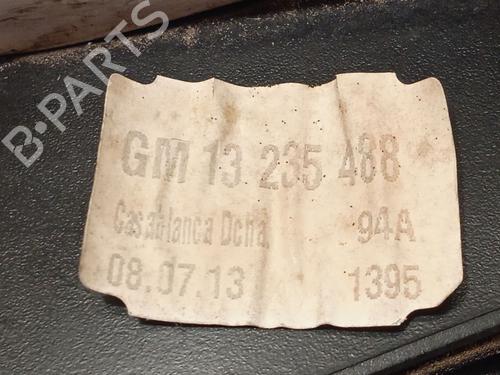 B-PARTS
GM 13 235 488
Casablanca Dcha. 94A
08.07.13 1395